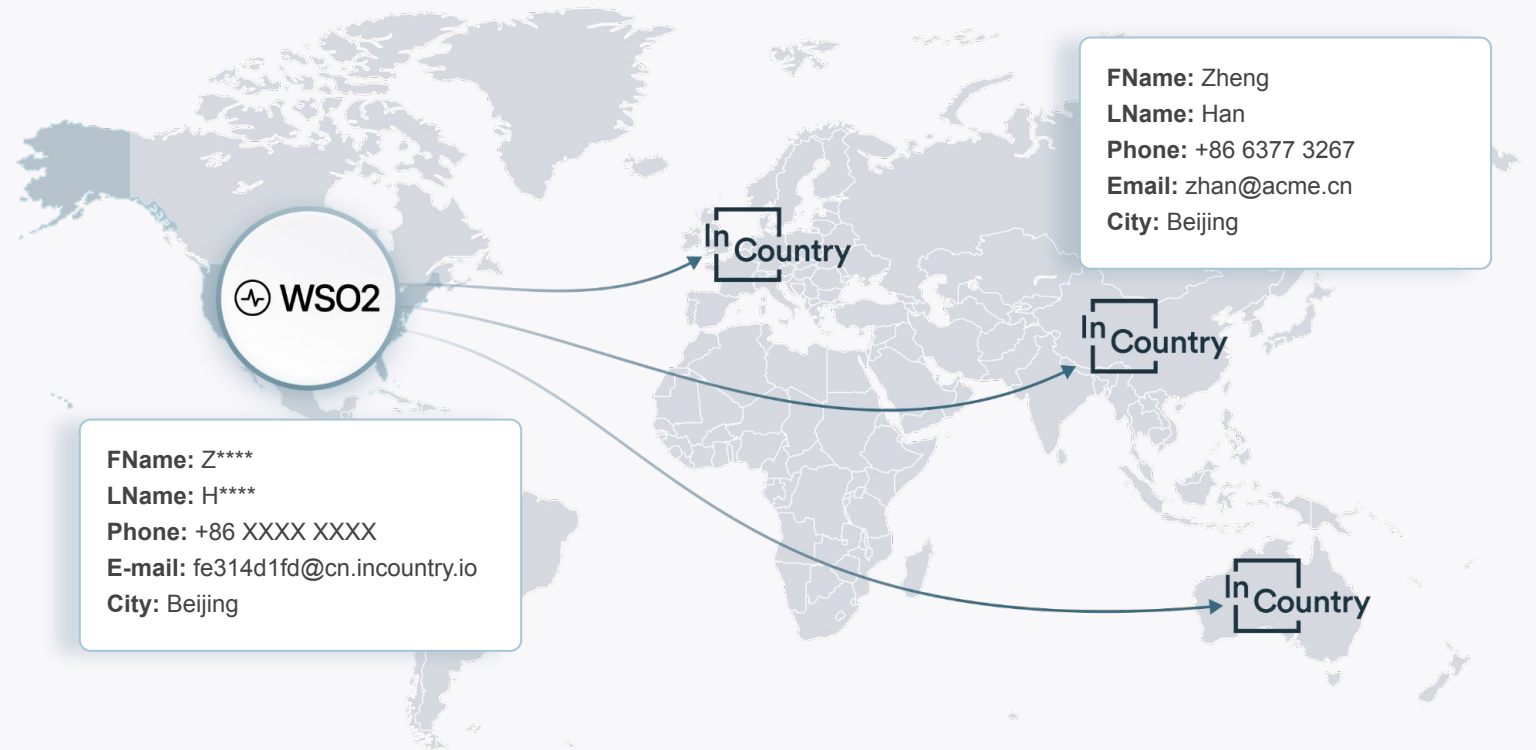 FName: Zheng
LName: Han
Phone: +86 6377 3267
Email: zhan@acme.cn
City: Beijing
In
Country
WSO2
In
Country
FName: Z****
LName: H****
Phone: +86 XXXX XXXX
E-mail: fe314d1fd@cn.incountry.io
City: Beijing
In
Country